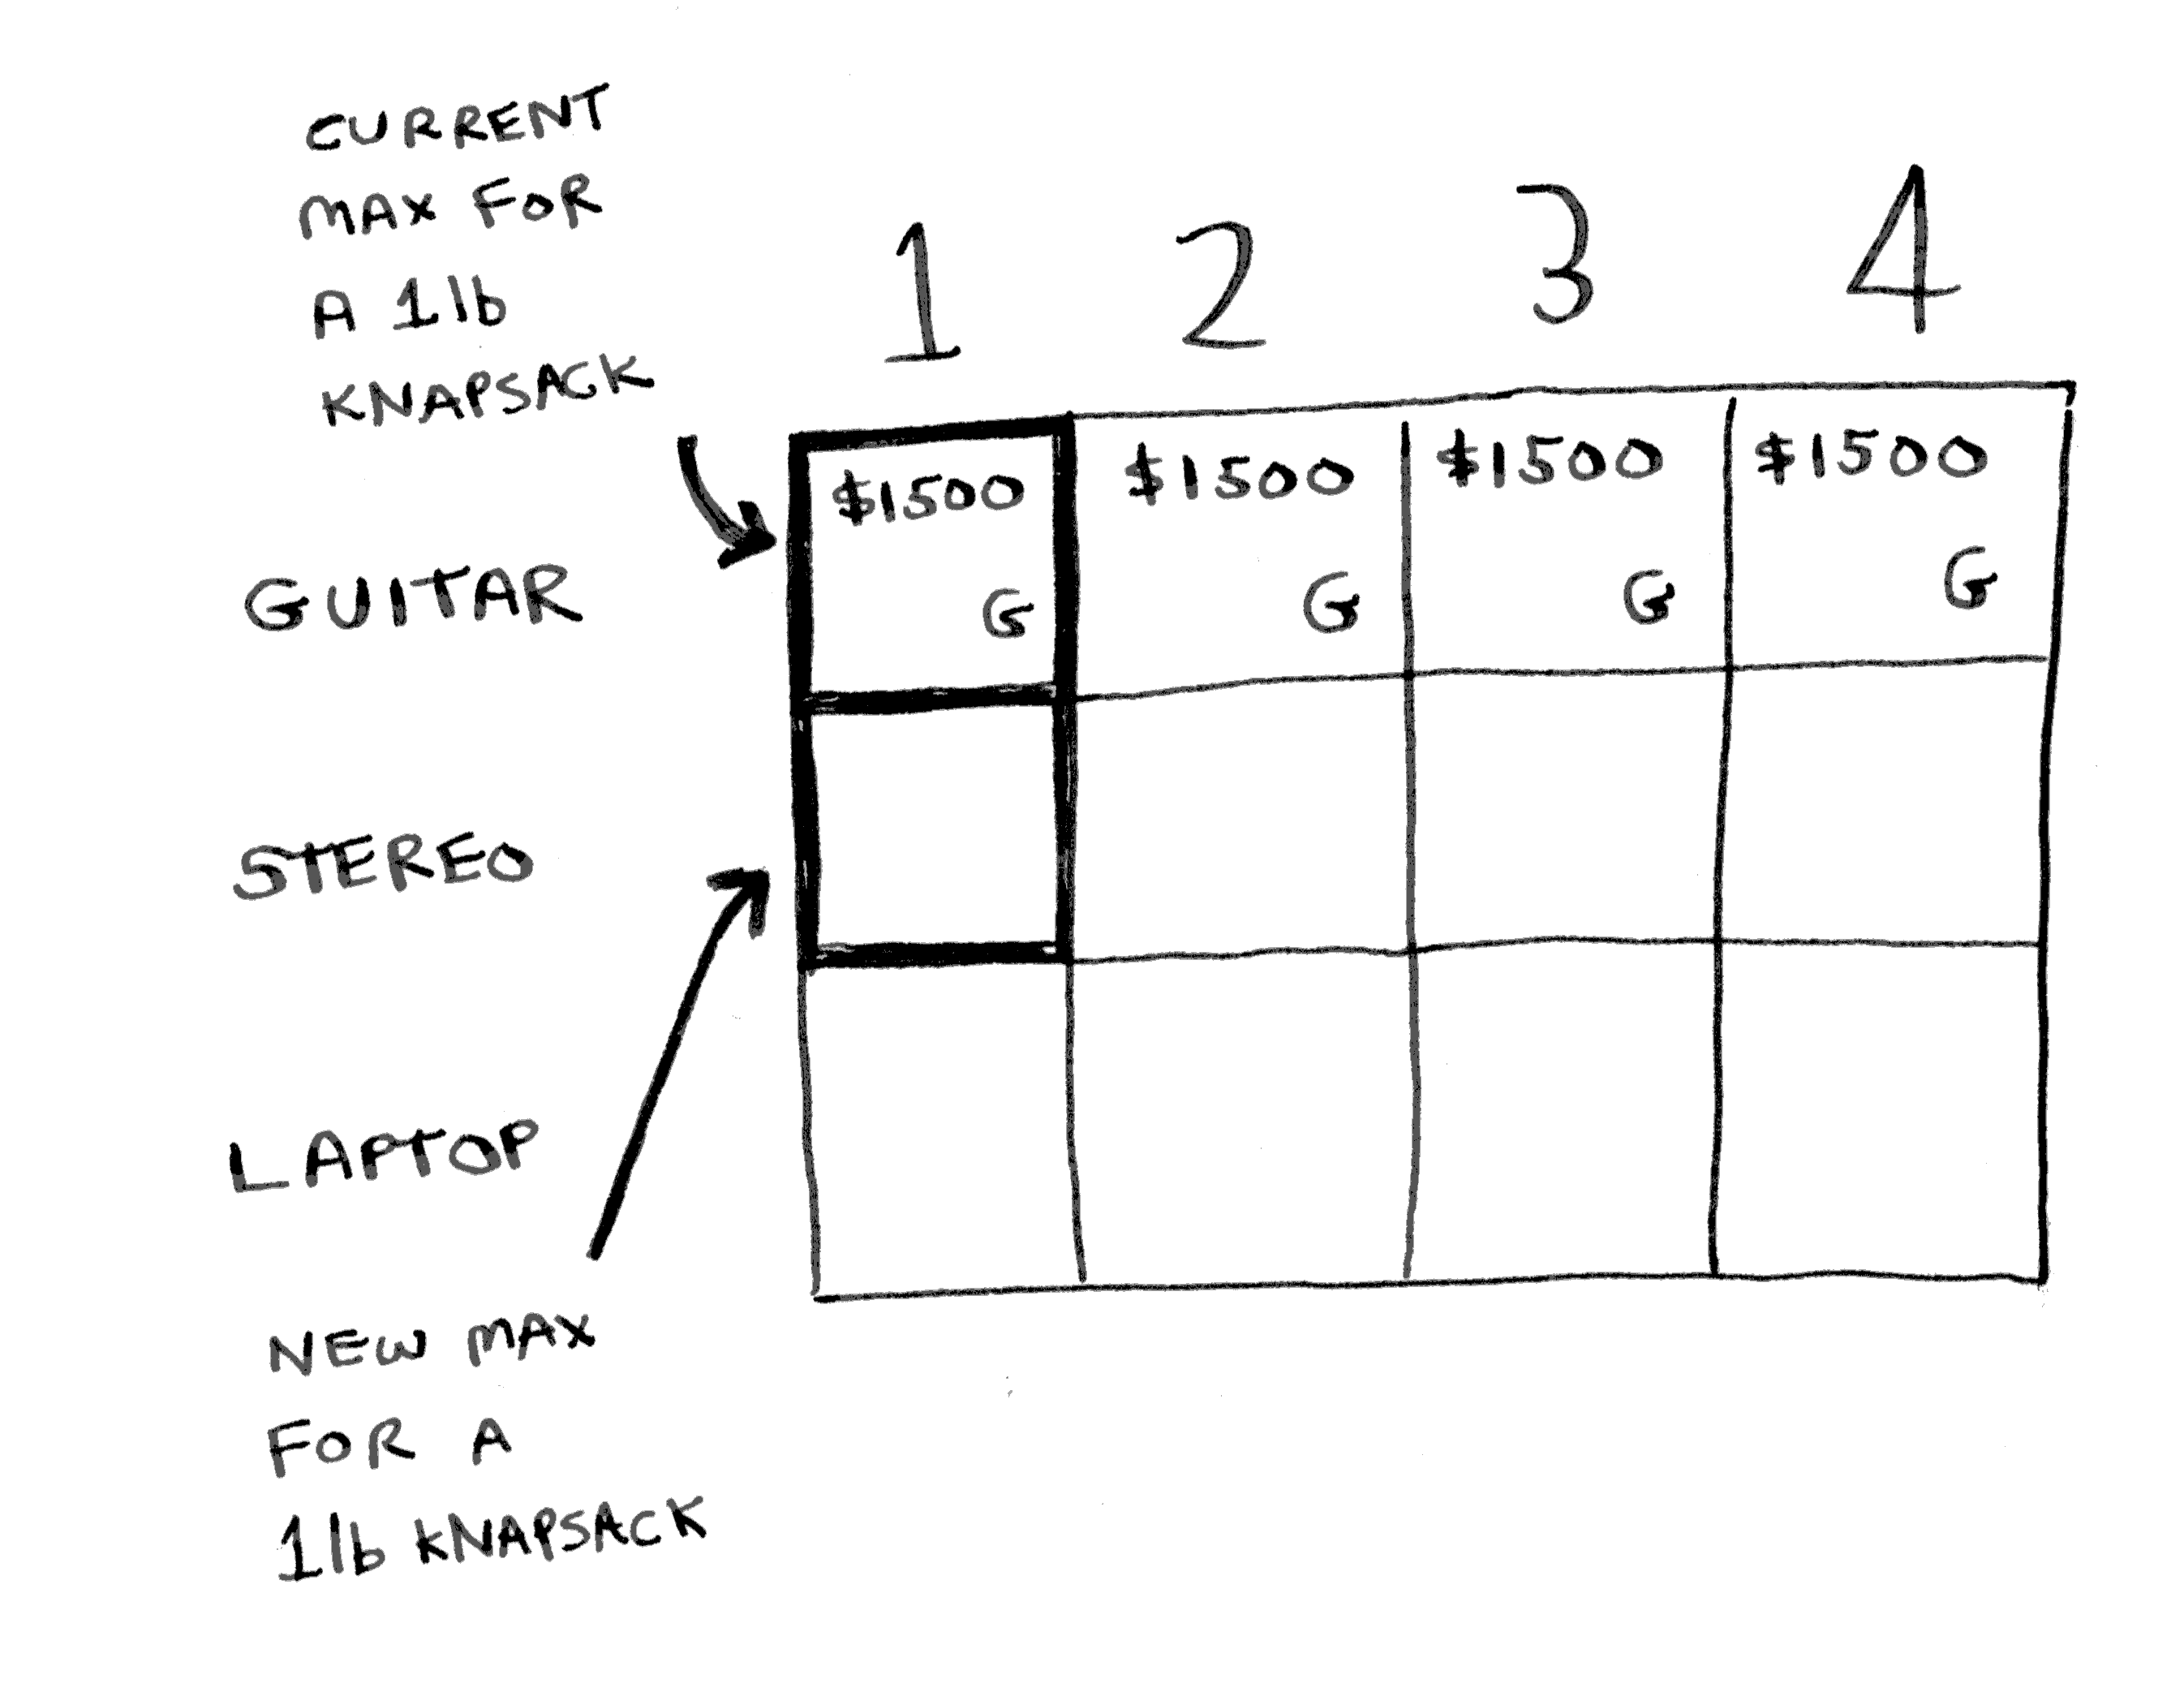 CURRENT
MAX FOR
A 1lb
KNAPSACK
1 2 3 4
GUITAR
$1500 $1500 $1500 $1500
G G G G
STEREO
LAPTOP
NEW MAX
FOR A
1lb KNAPSACK